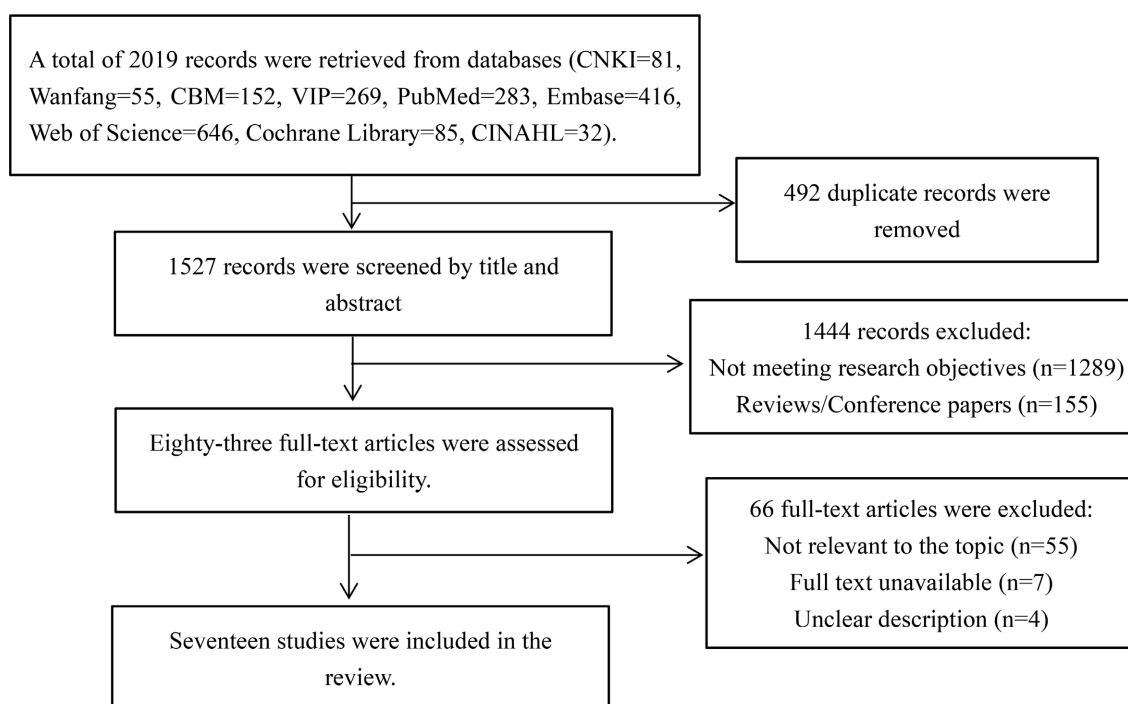 A total of 2019 records were retrieved from databases (CNKI=81,
Wanfang=55, CBM=152, VIP=269, PubMed=283, Embase=416,
Web of Science=646, Cochrane Library=85, CINAHL=32).
492 duplicate records were
removed
1527 records were screened by title and
abstract
1444 records excluded:
Not meeting research objectives (n=1289)
Reviews/Conference papers (n=155)
Eighty-three full-text articles were assessed
for eligibility.
66 full-text articles were excluded:
Not relevant to the topic (n=55)
Full text unavailable (n=7)
Unclear description (n=4)
Seventeen studies were included in the
review.